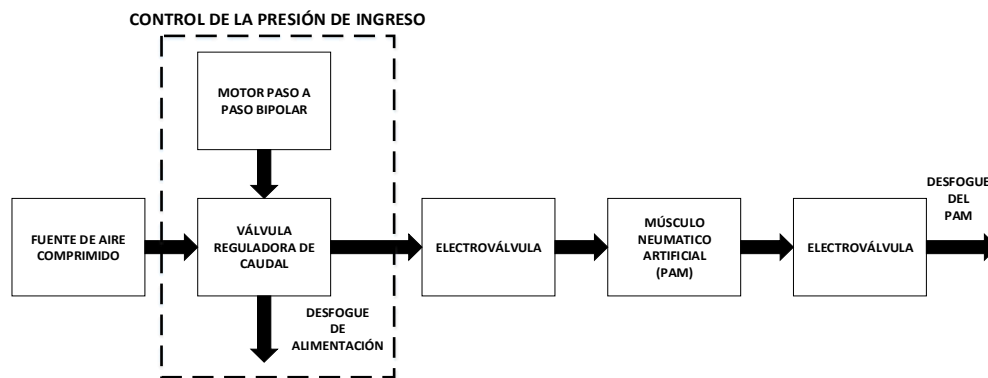 CONTROL DE LA PRESIÓN DE INGRESO
MOTOR PASO A
PASO BIPOLAR
FUENTE DE AIRE
COMPRIMIDO
VÁLVULA
REGULADORA DE
CAUDAL
ELECTROVÁLVULA
MÚSCULO
NEUMATICO
ARTIFICIAL
(PAM)
ELECTROVÁLVULA
DESFOGUE
DEL
PAM
DESFOGUE
DE
ALIMENTACIÓN